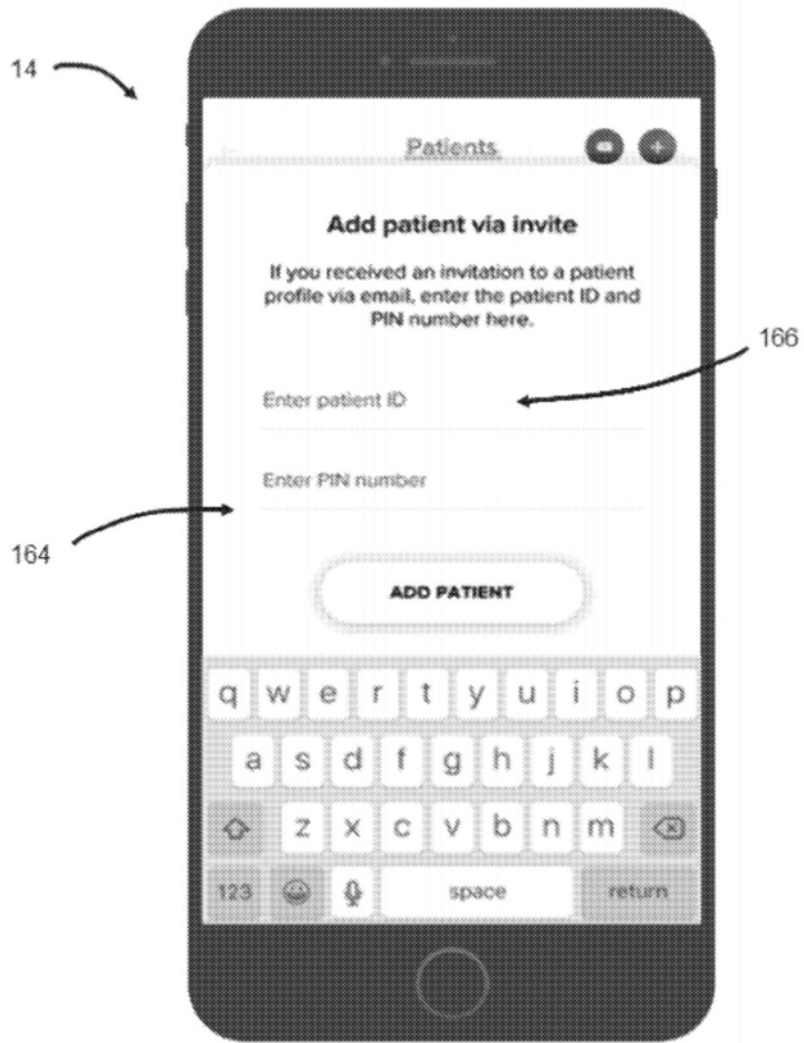 14
Patients
Add patient via invite
If you received an invitation to a patient
profile via email, enter the patient ID and
PIN number here.
166
Enter patient ID
Enter PIN number
164
ADD PATIENT
q w e r t y u i o p
a s d f g h j k l
z x c v b n m
123 space return